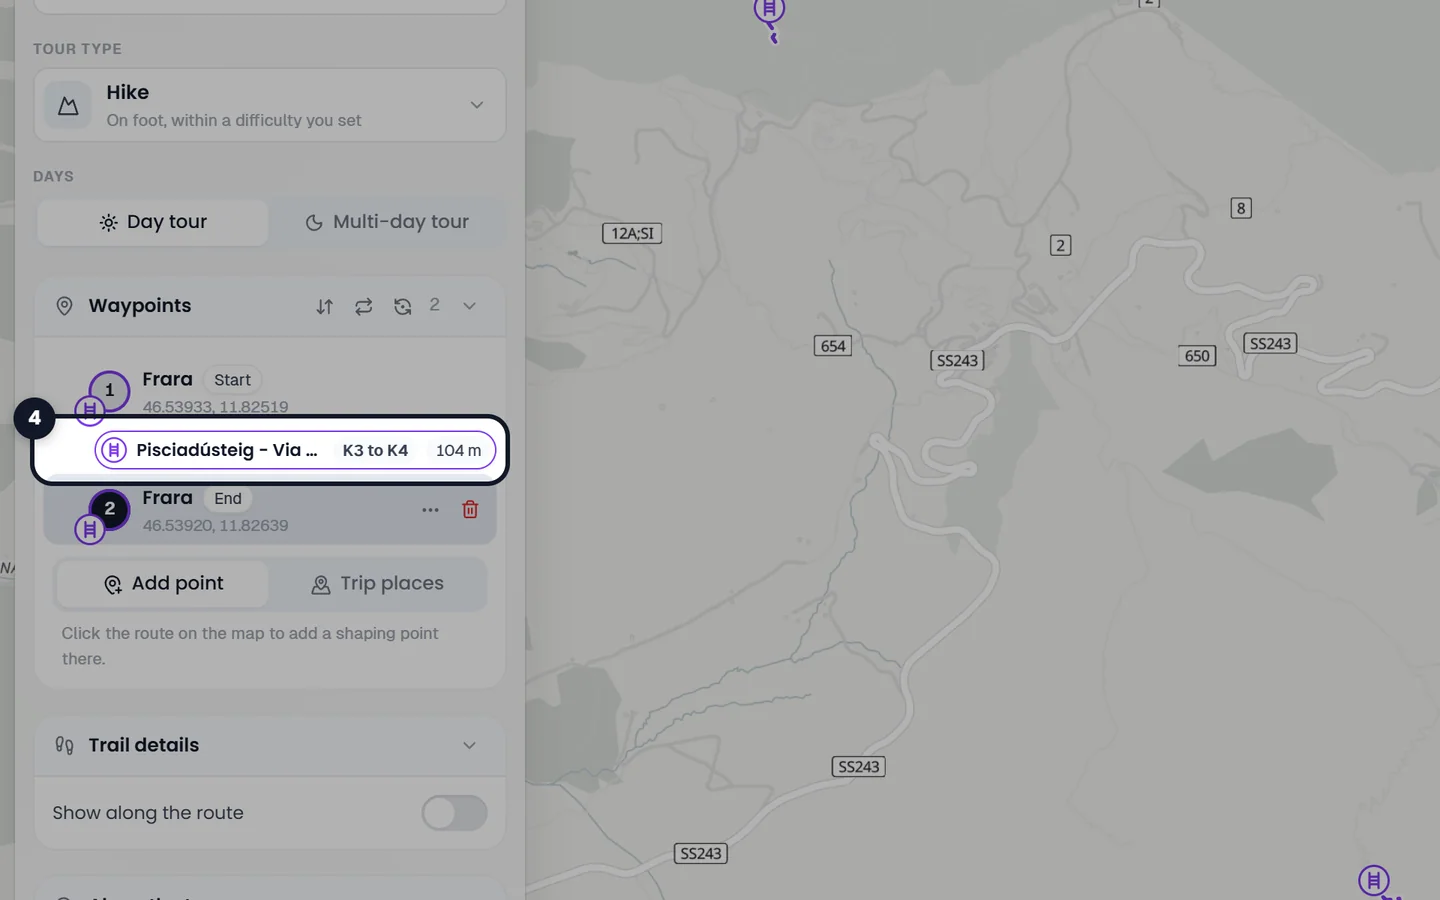 TOUR TYPE
Hike
On foot, within a difficulty you set
DAYS
Day tour
Multi-day tour
Waypoints
2
1
Frara
Start
46.53933, 11.82519
4
Pisciadústeig - Via ...
K3 to K4
104 m
2
Frara
End
46.53920, 11.82639
Add point
Trip places
Click the route on the map to add a shaping point
there.
Trail details
Show along the route
2
8
12A;SI
2
654
SS243
650
SS243
SS243
SS243